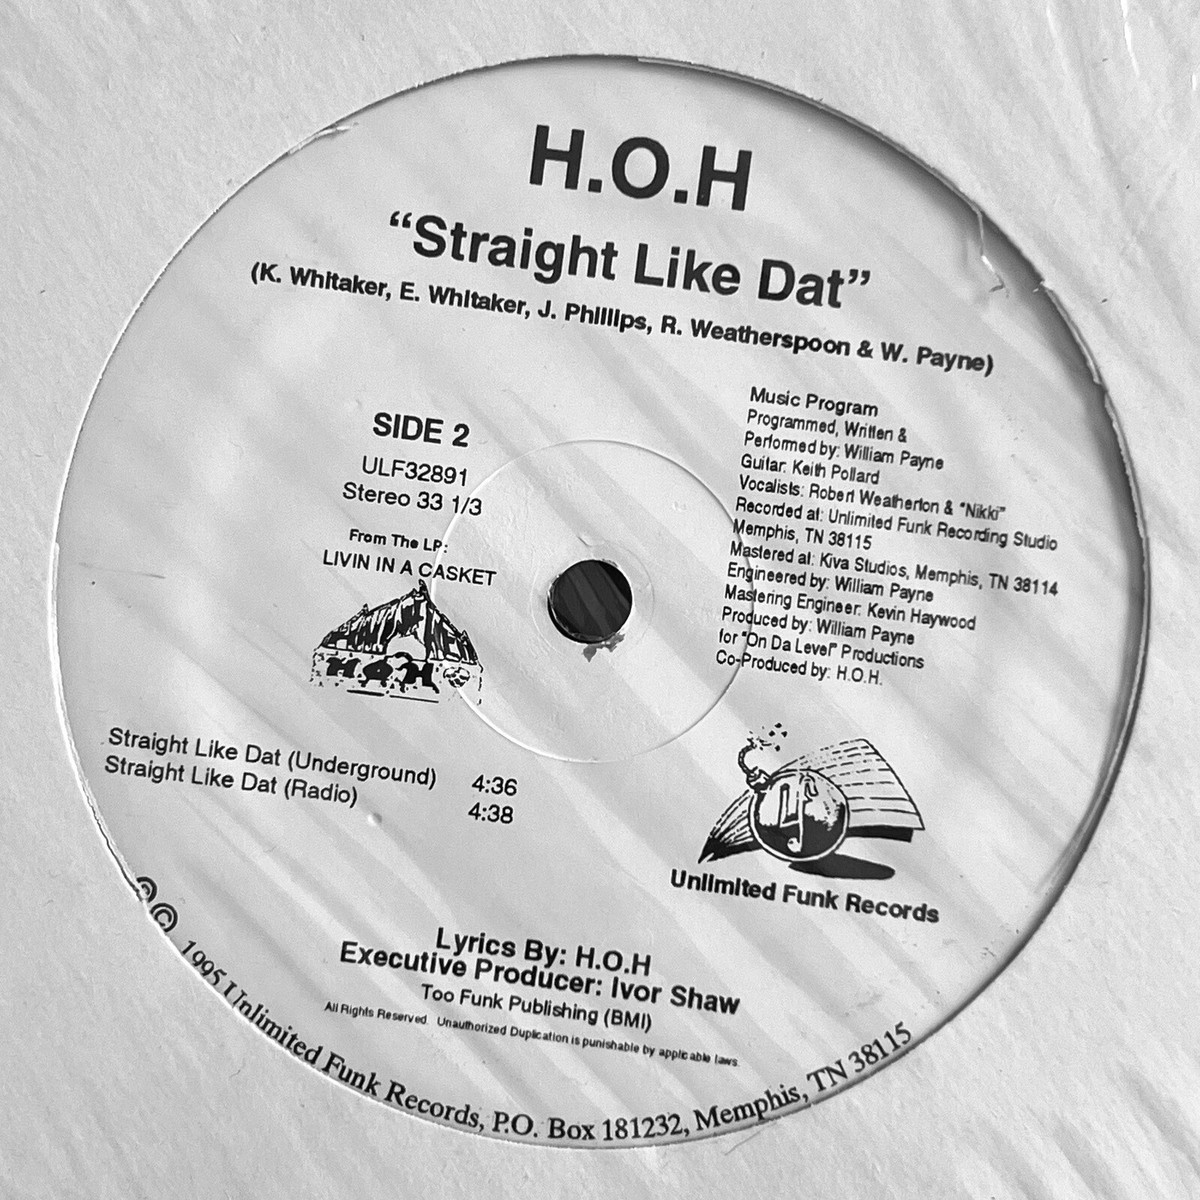 H.O.H
“Straight Like Dat”
(K. Whitaker, E. Whitaker, J. Phillips, R. Weatherspoon & W. Payne)
SIDE 2
ULF32891
Stereo 33 1/3
From The LP:
LIVIN IN A CASKET
H.O.H
Music Program
Programmed, Written &
Performed by: William Payne
Guitar: Keith Pollard
Vocalists: Robert Weatherton & "Nikki"
Recorded at: Unlimited Funk Recording Studio
Memphis, TN 38115
Mastered at: Kiva Studios, Memphis, TN 38114
Engineered by: William Payne
Mastering Engineer: Kevin Haywood
Produced by: William Payne
for "On Da Level" Productions
Co-Produced by: H.O.H.
Straight Like Dat (Underground) 4:36
Straight Like Dat (Radio) 4:38
Unlimited Funk Records
Lyrics By: H.O.H
Executive Producer: Ivor Shaw
Too Funk Publishing (BMI)
All Rights Reserved. Unauthorized Duplication is punishable by applicable laws.
℗© 1995 Unlimited Funk Records, P.O. Box 181232, Memphis, TN 38115